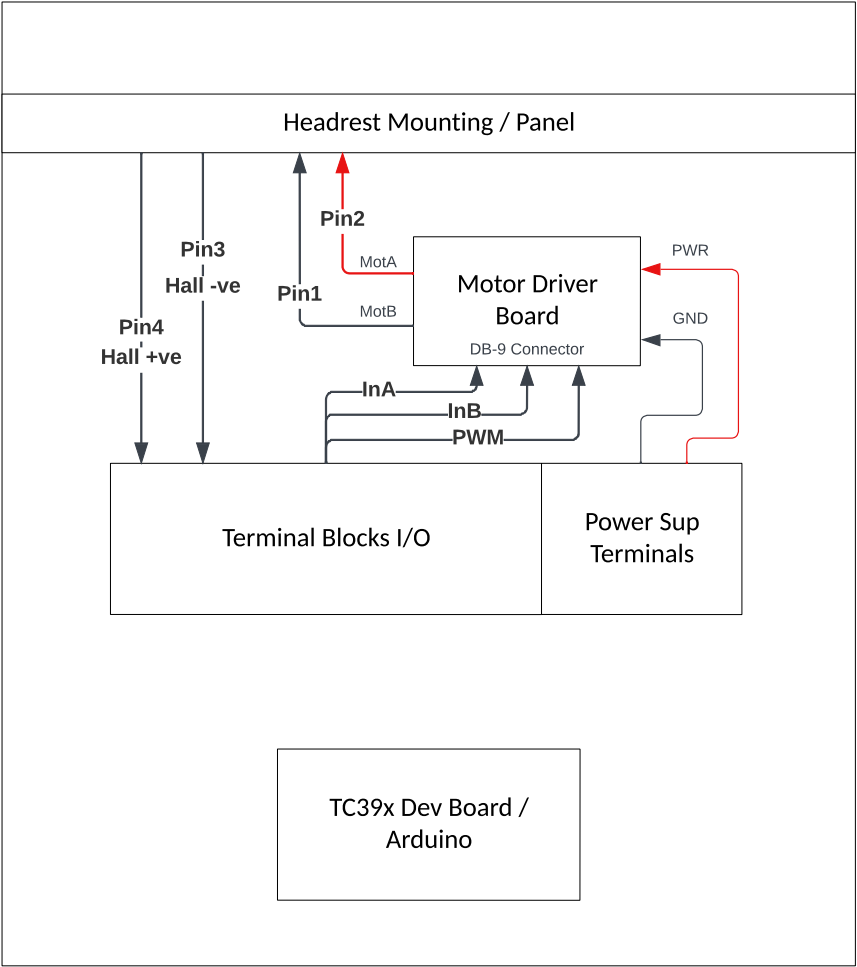 Headrest Mounting / Panel
Pin2
Pin3
Hall -ve
MotA
PWR
Pin1
MotB
Motor Driver
Board
GND
Pin4
Hall +ve
DB-9 Connector
InA
InB
PWM
Terminal Blocks I/O
Power Sup
Terminals
TC39x Dev Board /
Arduino